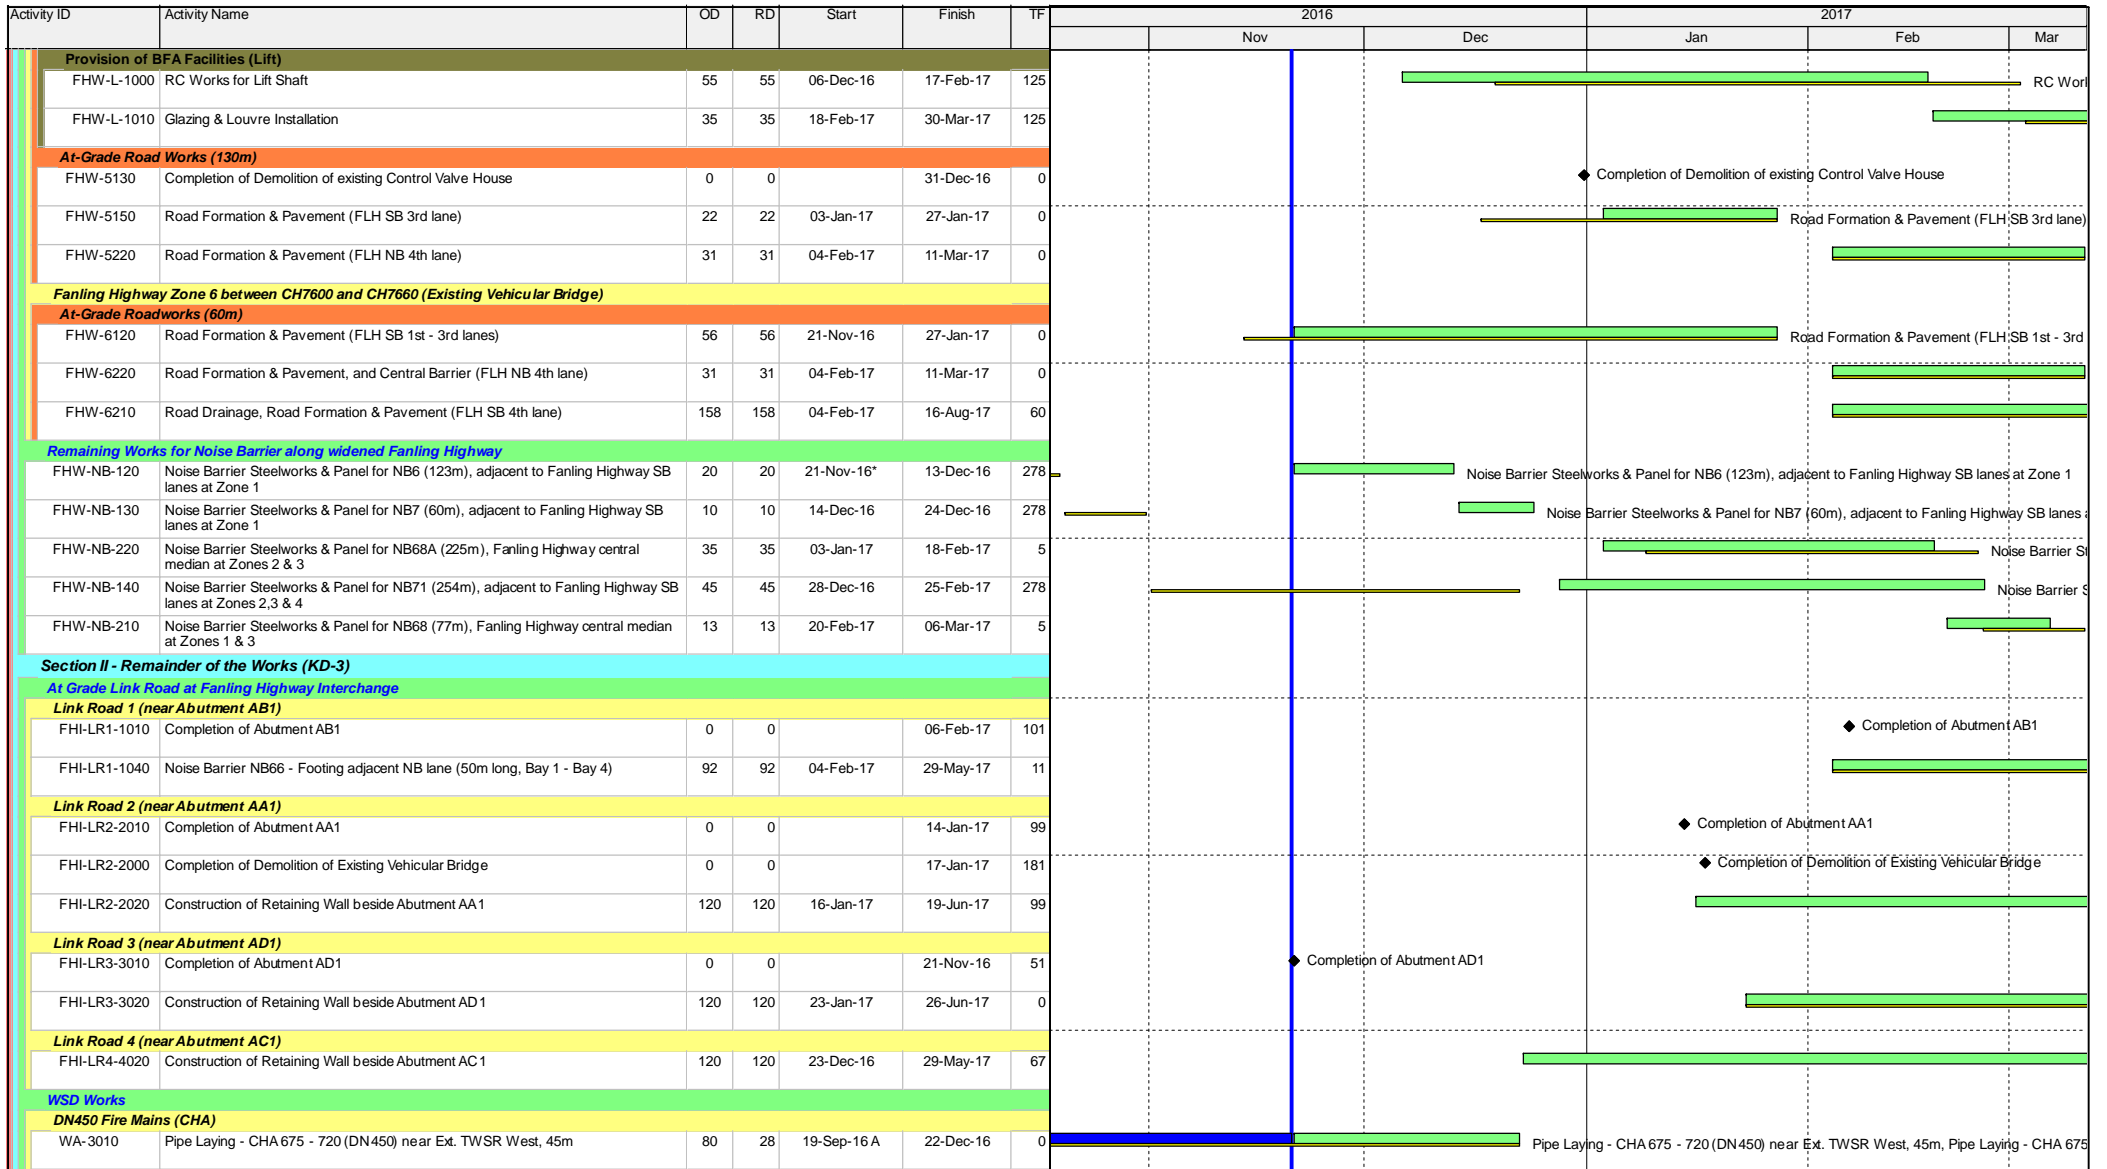 Activity ID Activity Name OD RD Start Finish TF 2016 2017
Nov Dec Jan Feb Mar
Provision of BFA Facilities (Lift)
FHW-L-1000 RC Works for Lift Shaft 55 55 06-Dec-16 17-Feb-17 125 RC Work
FHW-L-1010 Glazing & Louvre Installation 35 35 18-Feb-17 30-Mar-17 125
At-Grade Road Works (130m)
FHW-5130 Completion of Demolition of existing Control Valve House 0 0 31-Dec-16 0 Completion of Demolition of existing Control Valve House
FHW-5150 Road Formation & Pavement (FLH SB 3rd lane) 22 22 03-Jan-17 27-Jan-17 0 Road Formation & Pavement (FLH SB 3rd lane)
FHW-5220 Road Formation & Pavement (FLH NB 4th lane) 31 31 04-Feb-17 11-Mar-17 0
Fanling Highway Zone 6 between CH7600 and CH7660 (Existing Vehicular Bridge)
At-Grade Roadworks (60m)
FHW-6120 Road Formation & Pavement (FLH SB 1st - 3rd lanes) 56 56 21-Nov-16 27-Jan-17 0 Road Formation & Pavement (FLH SB 1st - 3rd
FHW-6220 Road Formation & Pavement, and Central Barrier (FLH NB 4th lane) 31 31 04-Feb-17 11-Mar-17 0
FHW-6210 Road Drainage, Road Formation & Pavement (FLH SB 4th lane) 158 158 04-Feb-17 16-Aug-17 60
Remaining Works for Noise Barrier along widened Fanling Highway
FHW-NB-120 Noise Barrier Steelworks & Panel for NB6 (123m), adjacent to Fanling Highway SB 20 20 21-Nov-16* 13-Dec-16 278 Noise Barrier Steelworks & Panel for NB6 (123m), adjacent to Fanling Highway SB lanes at Zone 1
lanes at Zone 1
FHW-NB-130 Noise Barrier Steelworks & Panel for NB7 (60m), adjacent to Fanling Highway SB 10 10 14-Dec-16 24-Dec-16 278 Noise Barrier Steelworks & Panel for NB7 (60m), adjacent to Fanling Highway SB lanes a
lanes at Zone 1
FHW-NB-220 Noise Barrier Steelworks & Panel for NB68A (225m), Fanling Highway central 35 35 03-Jan-17 18-Feb-17 5 Noise Barrier St
median at Zones 2 & 3
FHW-NB-140 Noise Barrier Steelworks & Panel for NB71 (254m), adjacent to Fanling Highway SB 45 45 28-Dec-16 25-Feb-17 278 Noise Barrier S
lanes at Zones 2,3 & 4
FHW-NB-210 Noise Barrier Steelworks & Panel for NB68 (77m), Fanling Highway central median 13 13 20-Feb-17 06-Mar-17 5
at Zones 1 & 3
Section II - Remainder of the Works (KD-3)
At Grade Link Road at Fanling Highway Interchange
Link Road 1 (near Abutment AB1)
FHI-LR1-1010 Completion of Abutment AB1 0 0 06-Feb-17 101 Completion of Abutment AB1
FHI-LR1-1040 Noise Barrier NB66 - Footing adjacent NB lane (50m long, Bay 1 - Bay 4) 92 92 04-Feb-17 29-May-17 11
Link Road 2 (near Abutment AA1)
FHI-LR2-2010 Completion of Abutment AA1 0 0 14-Jan-17 99 Completion of Abutment AA1
FHI-LR2-2000 Completion of Demolition of Existing Vehicular Bridge 0 0 17-Jan-17 181 Completion of Demolition of Existing Vehicular Bridge
FHI-LR2-2020 Construction of Retaining Wall beside Abutment AA1 120 120 16-Jan-17 19-Jun-17 99
Link Road 3 (near Abutment AD1)
FHI-LR3-3010 Completion of Abutment AD1 0 0 21-Nov-16 51 Completion of Abutment AD1
FHI-LR3-3020 Construction of Retaining Wall beside Abutment AD1 120 120 23-Jan-17 26-Jun-17 0
Link Road 4 (near Abutment AC1)
FHI-LR4-4020 Construction of Retaining Wall beside Abutment AC1 120 120 23-Dec-16 29-May-17 67
WSD Works
DN450 Fire Mains (CHA)
WA-3010 Pipe Laying - CHA 675 - 720 (DN450) near Ext. TWSR West, 45m 80 28 19-Sep-16 A 22-Dec-16 0 Pipe Laying - CHA 675 - 720 (DN450) near Ext. TWSR West, 45m, Pipe Laying - CHA 675